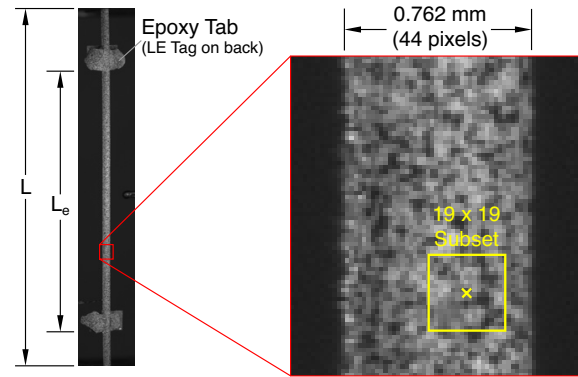 Epoxy Tab
(LE Tag on back)
L
Le
0.762 mm
(44 pixels)
19 x 19
Subset